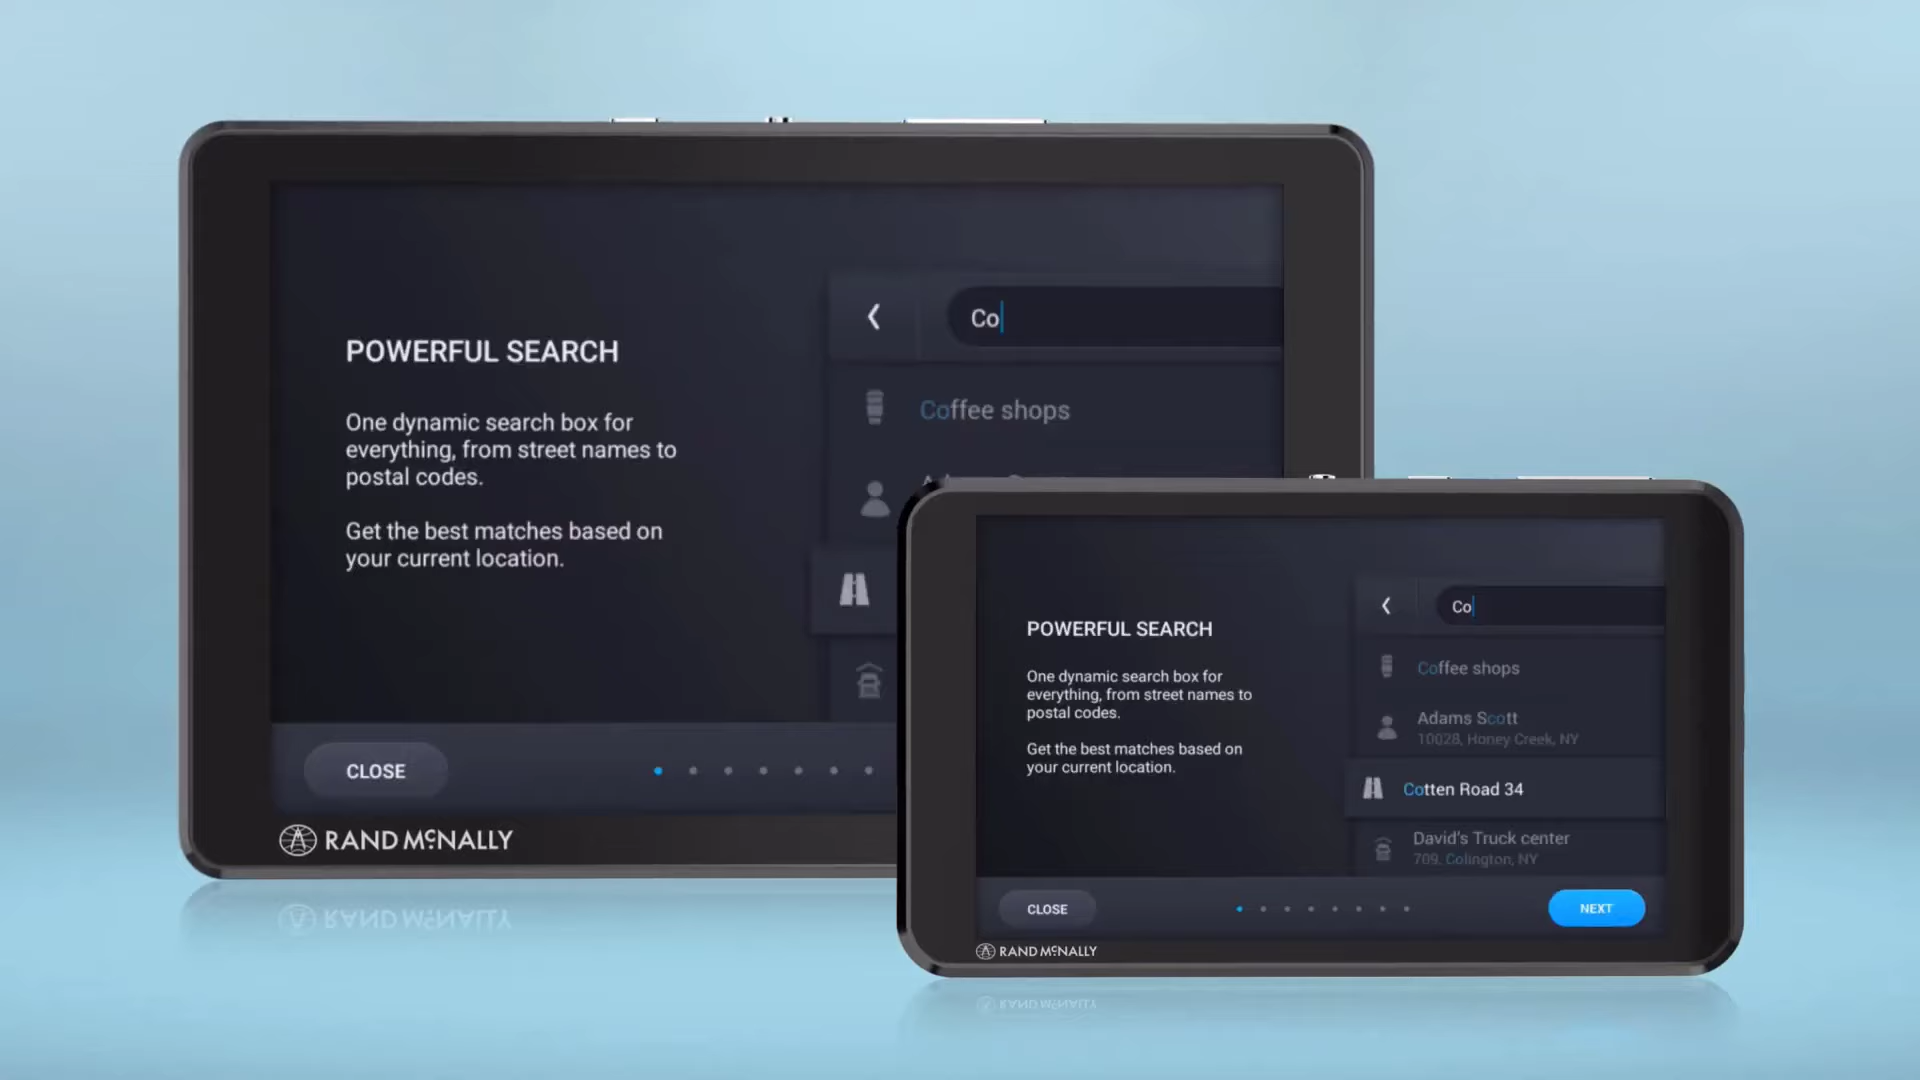 POWERFUL SEARCH
One dynamic search box for
everything, from street names to
postal codes.
Get the best matches based on
your current location.
Co
Coffee shops
CLOSE
RAND McNALLY
POWERFUL SEARCH
One dynamic search box for
everything, from street names to
postal codes.
Get the best matches based on
your current location.
Co
Coffee shops
Adams Scott
10028, Honey Creek, NY
Cotten Road 34
David's Truck center
709, Colington, NY
CLOSE
NEXT
RAND McNALLY